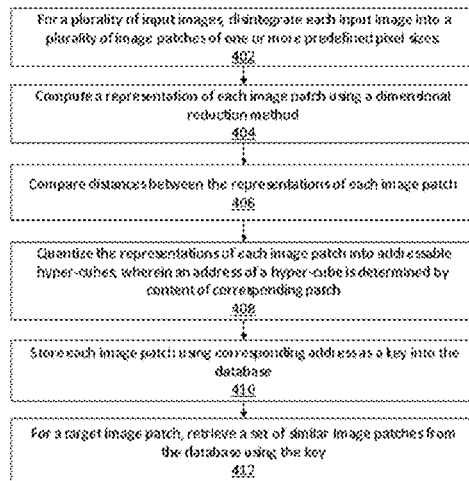 For a plurality of input images, disintegrate each input image into a
plurality of image patches of one or more predefined pixel sizes
402
Compute a representation of each image patch using a dimensional
reduction method
404
Compare distances between the representations of each image patch
406
Quantize the representations of each image patch into addressable
hyper-cubes, wherein an address of a hyper-cube is determined by
content of corresponding patch
408
Store each image patch using corresponding address as a key into the
database
410
For a target image patch, retrieve a set of similar image patches from
the database using the key
412